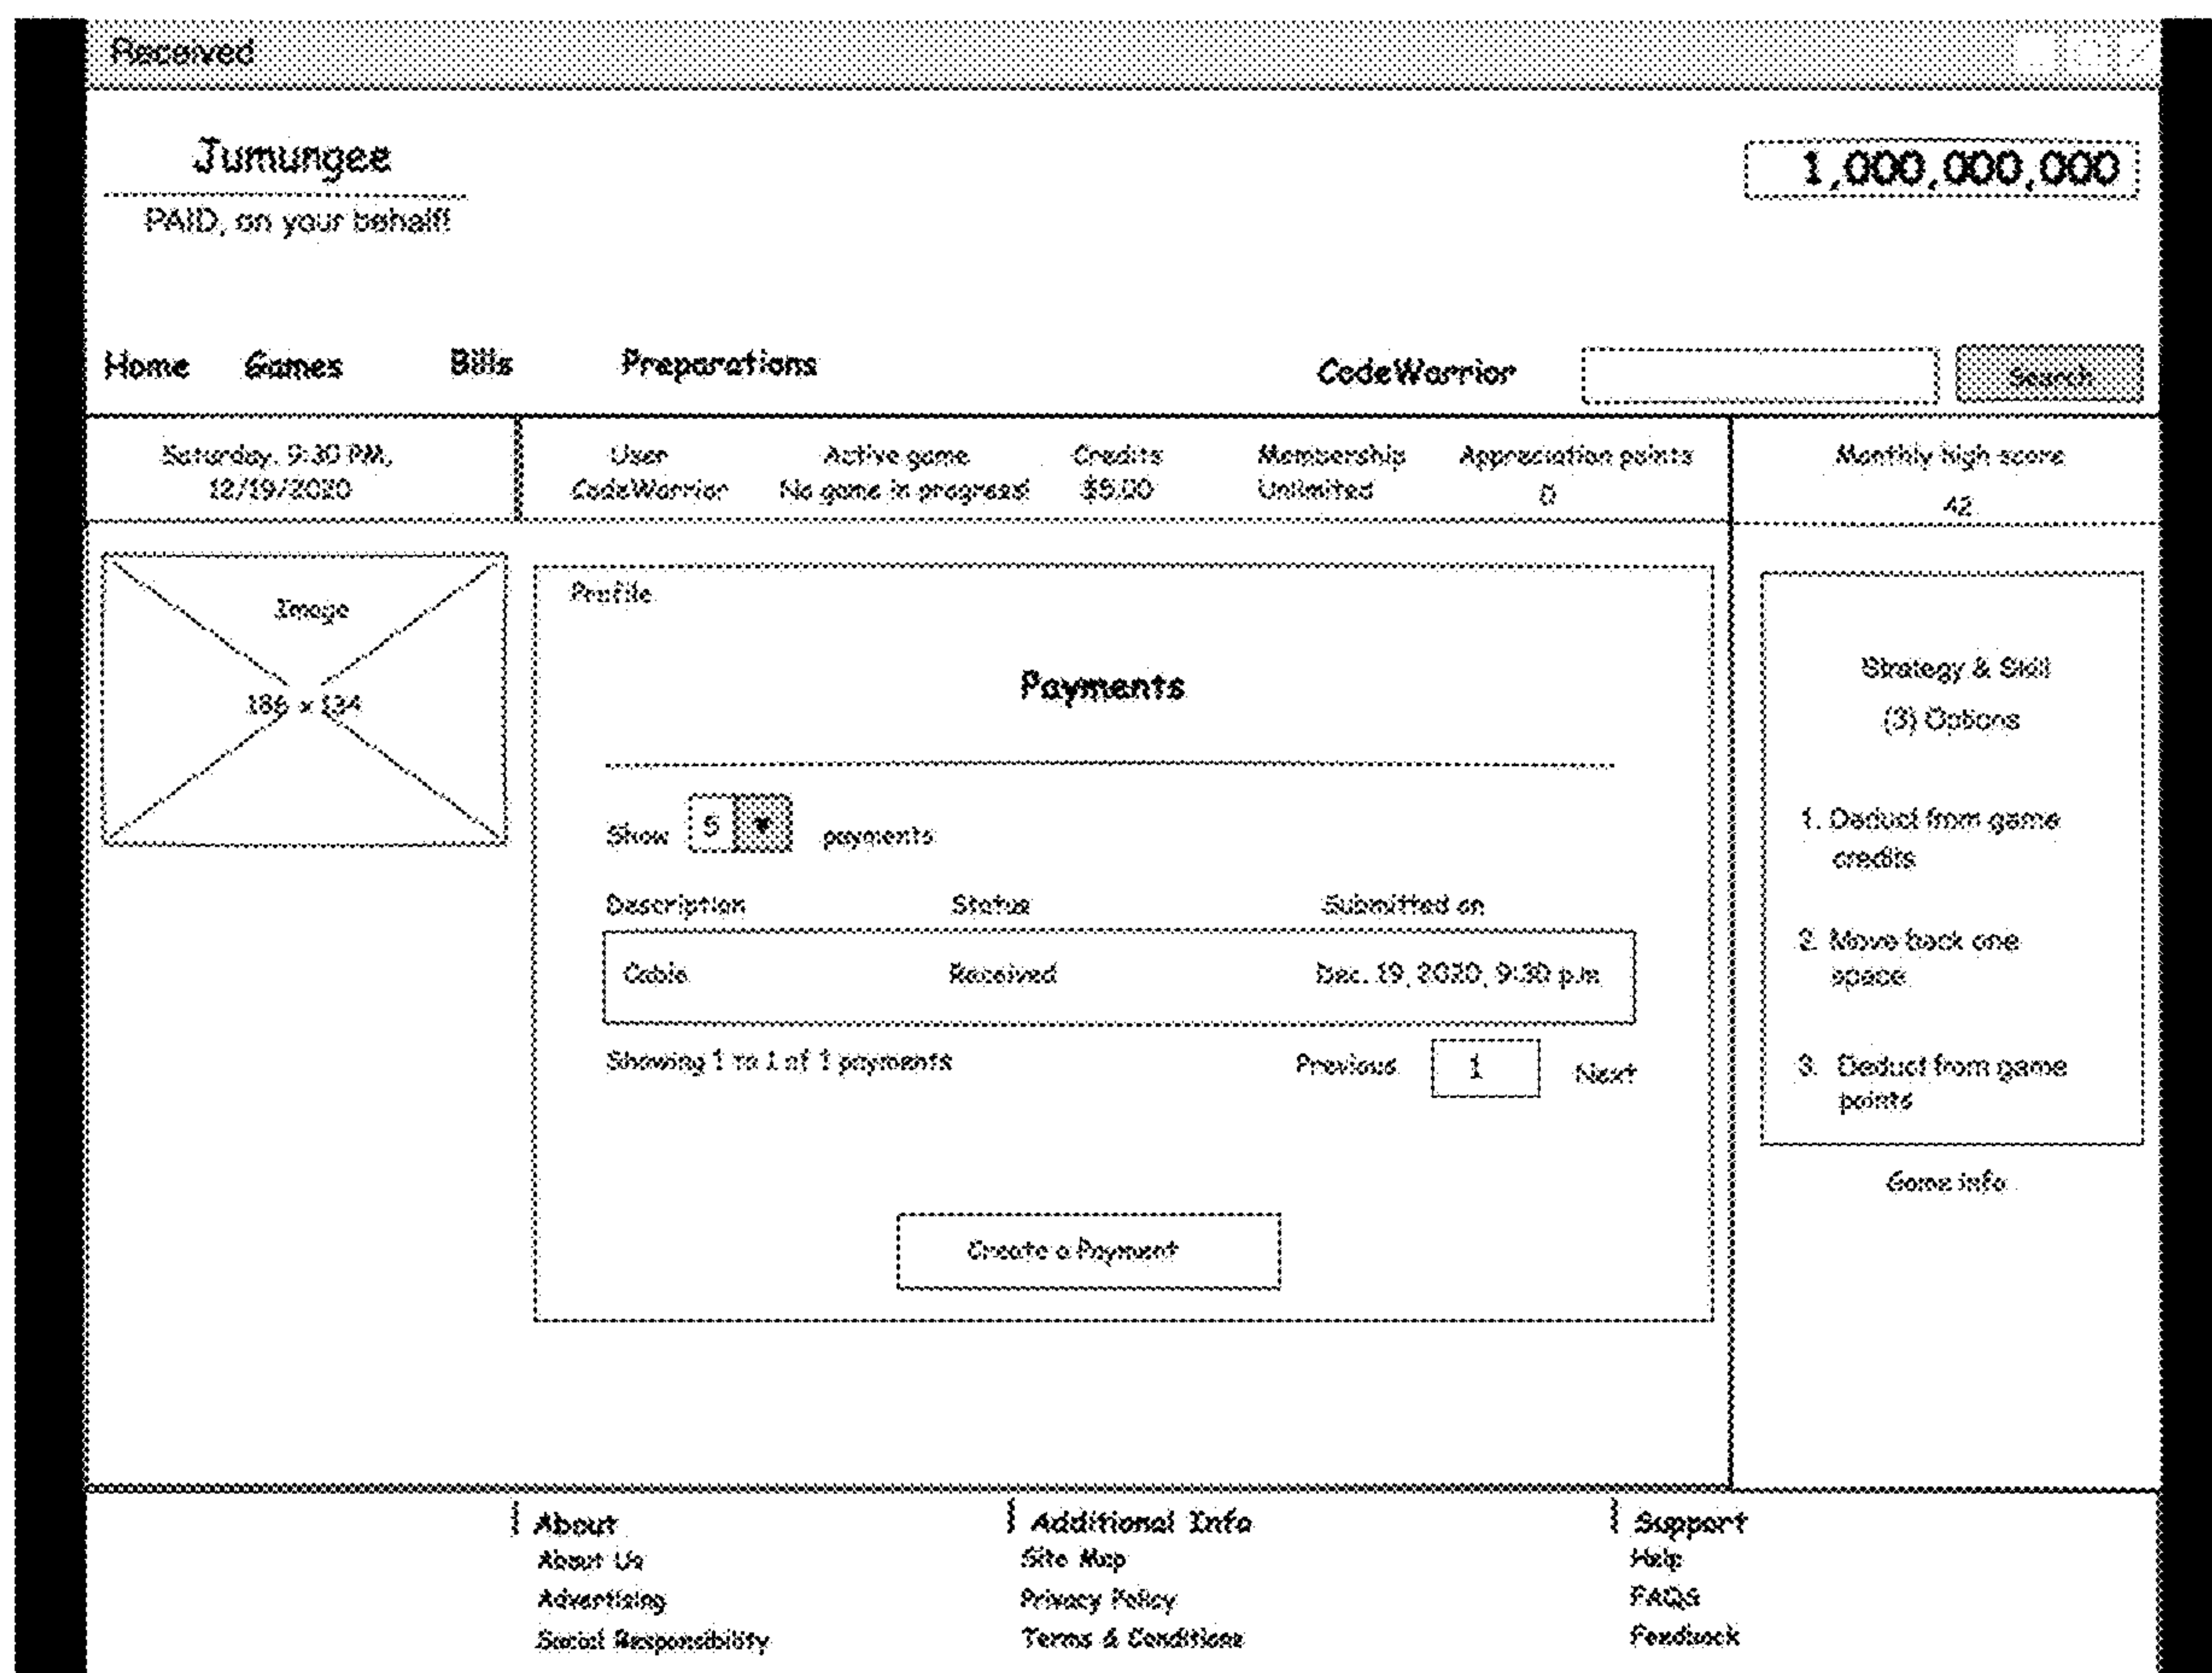 Received
Jumungee
1,000,000,000
PAID, on your behalf!
Home Games Bills Preparations CodeWarrior Search
Saturday, 9:30 PM,
12/19/2020
User Active game Credits Membership Appreciation points Monthly high score
CodeWarrior No game in progress! $5.00 Unlimited 0 42
Image
186 x 134
Profile
Payments
Show 5 payments
Description Status Submitted on
Cable Received Dec. 19, 2020, 9:30 p.m
Showing 1 to 1 of 1 payments Previous 1 Next
Create a Payment
Strategy & Skill
(3) Options
1. Deduct from game
credits
2. Move back one
space
3. Deduct from game
points
Game info
About
About Us
Advertising
Social Responsibility
Additional Info
Site Map
Privacy Policy
Terms & Conditions
Support
Help
FAQs
Feedback